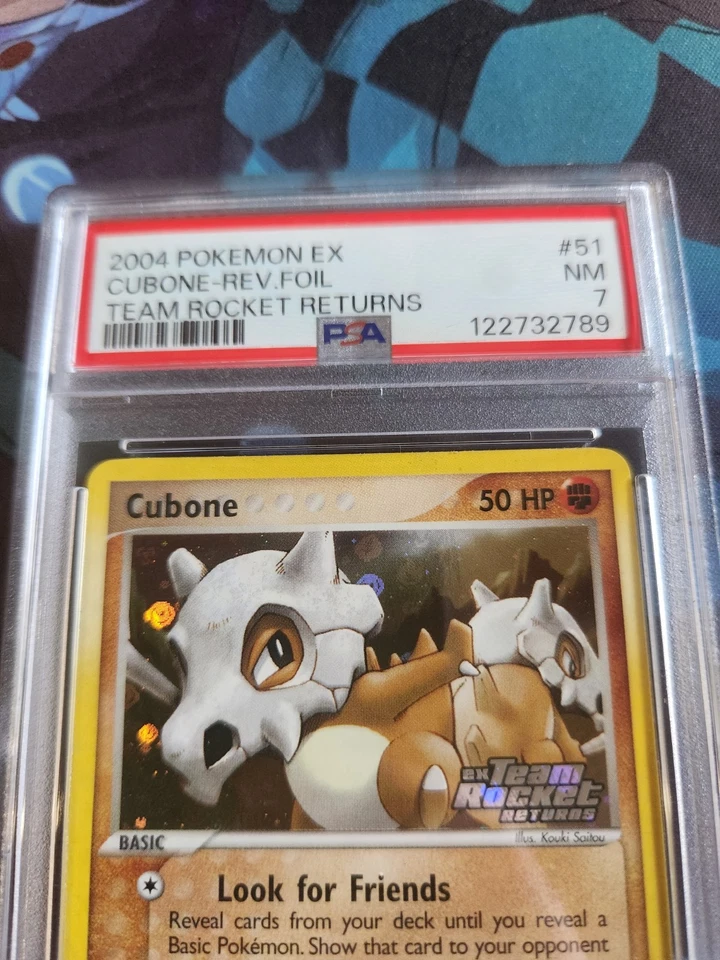 2004 POKEMON EX #51
CUBONE-REV.FOIL NM
TEAM ROCKET RETURNS 7
PSA 122732789
Cubone 50 HP
ex Team
Rocket
RETURNS
BASIC Illus. Kouki Saitou
Look for Friends
Reveal cards from your deck until you reveal a
Basic Pokémon. Show that card to your opponent